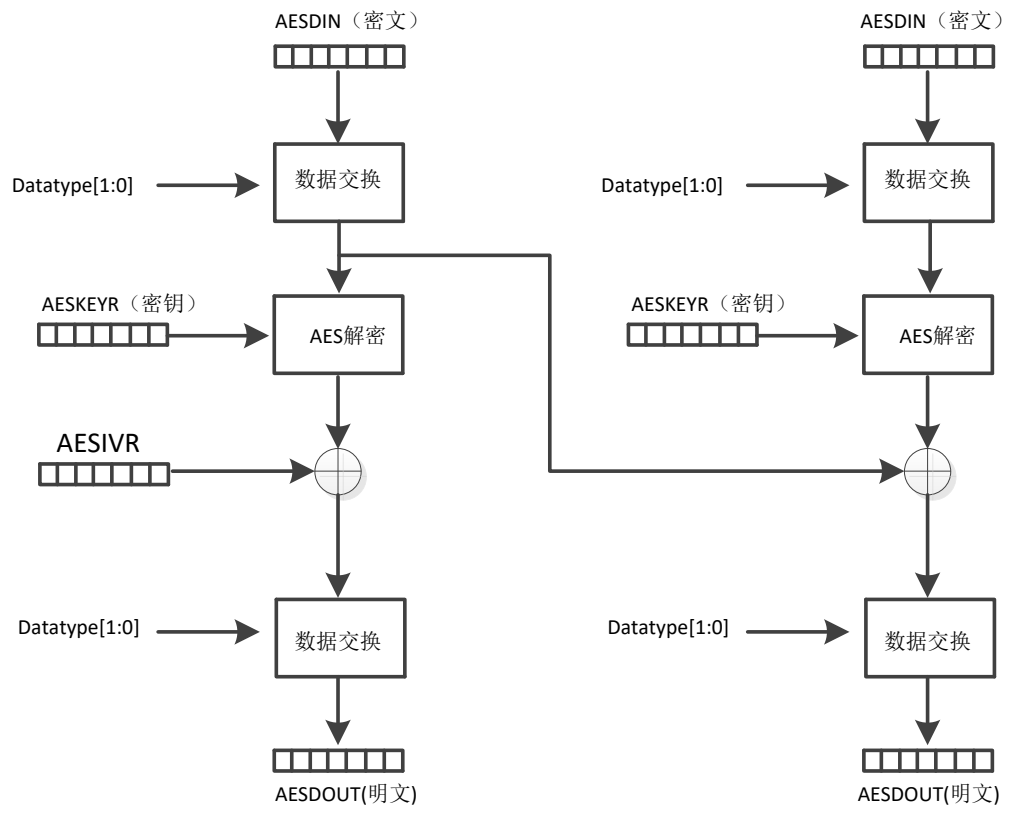 AESDIN（密文）
AESDIN（密文）
数据交换
数据交换
Datatype[1:0]
Datatype[1:0]
AESKEYR（密钥）
AESKEYR（密钥）
AES解密
AES解密
AESIVR
Datatype[1:0]
数据交换
Datatype[1:0]
数据交换
AESDOUT(明文)
AESDOUT(明文)